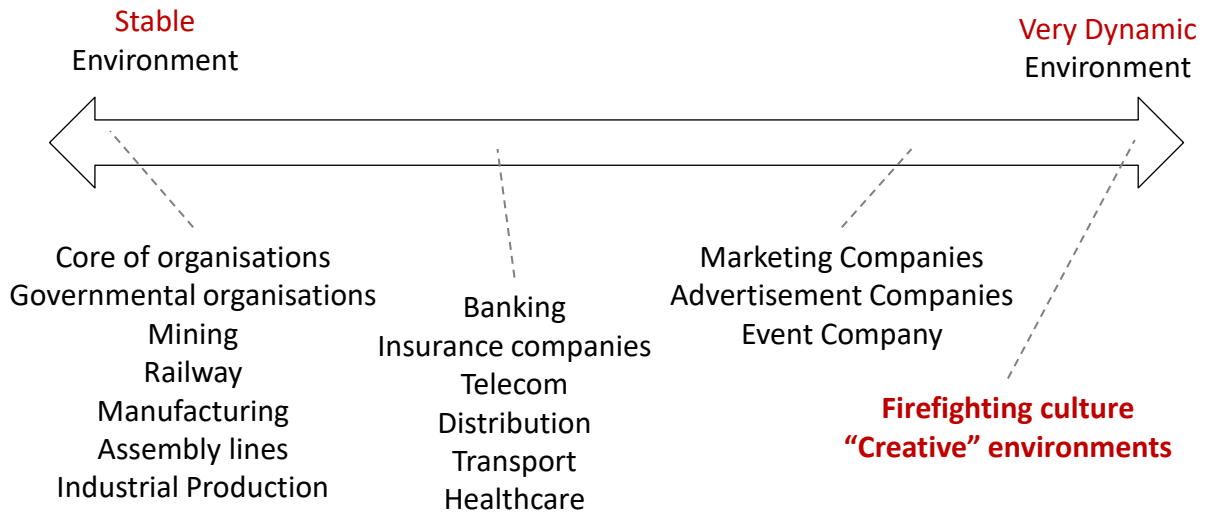 Stable
Environment
Very Dynamic
Environment
Core of organisations
Governmental organisations
Mining
Railway
Manufacturing
Assembly lines
Industrial Production
Banking
Insurance companies
Telecom
Distribution
Transport
Healthcare
Marketing Companies
Advertisement Companies
Event Company
Firefighting culture
“Creative” environments